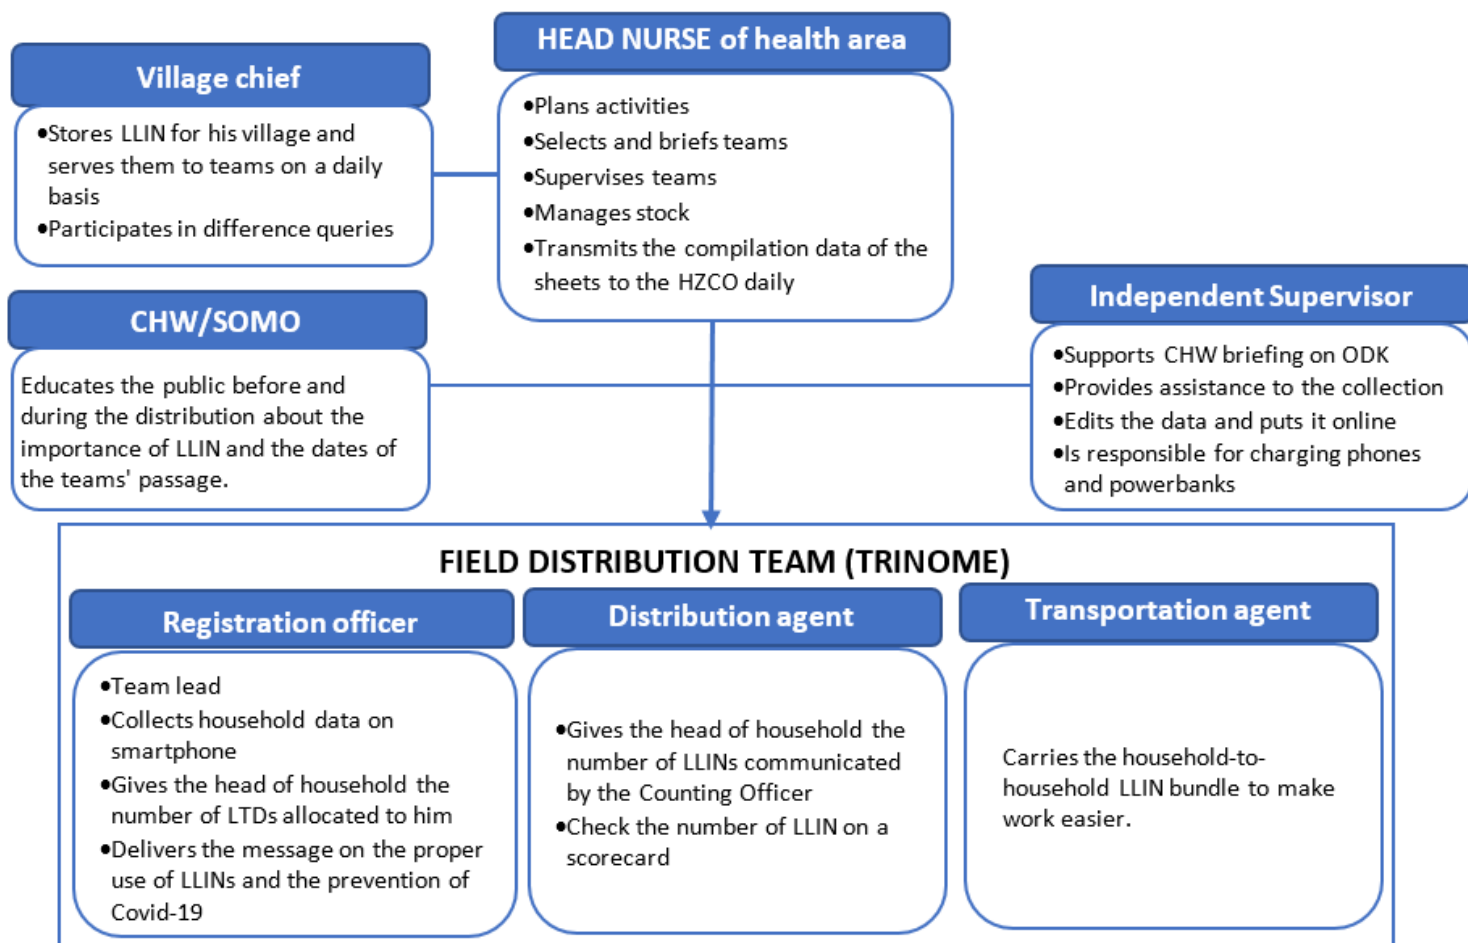 HEAD NURSE of health area
•Plans activities
•Selects and briefs teams
•Supervises teams
•Manages stock
•Transmits the compilation data of the
sheets to the HZCO daily
Village chief
•Stores LLIN for his village and
serves them to teams on a daily
basis
•Participates in difference queries
CHW/SOMO
Educates the public before and
during the distribution about the
importance of LLIN and the dates of
the teams' passage.
Independent Supervisor
•Supports CHW briefing on ODK
•Provides assistance to the collection
•Edits the data and puts it online
•Is responsible for charging phones
and powerbanks
FIELD DISTRIBUTION TEAM (TRINOME)
Registration officer
•Team lead
•Collects household data on
smartphone
•Gives the head of household the
number of LTDs allocated to him
•Delivers the message on the proper
use of LLINs and the prevention of
Covid-19
Distribution agent
•Gives the head of household the
number of LLINs communicated
by the Counting Officer
•Check the number of LLIN on a
scorecard
Transportation agent
Carries the household-to-
household LLIN bundle to make
work easier.